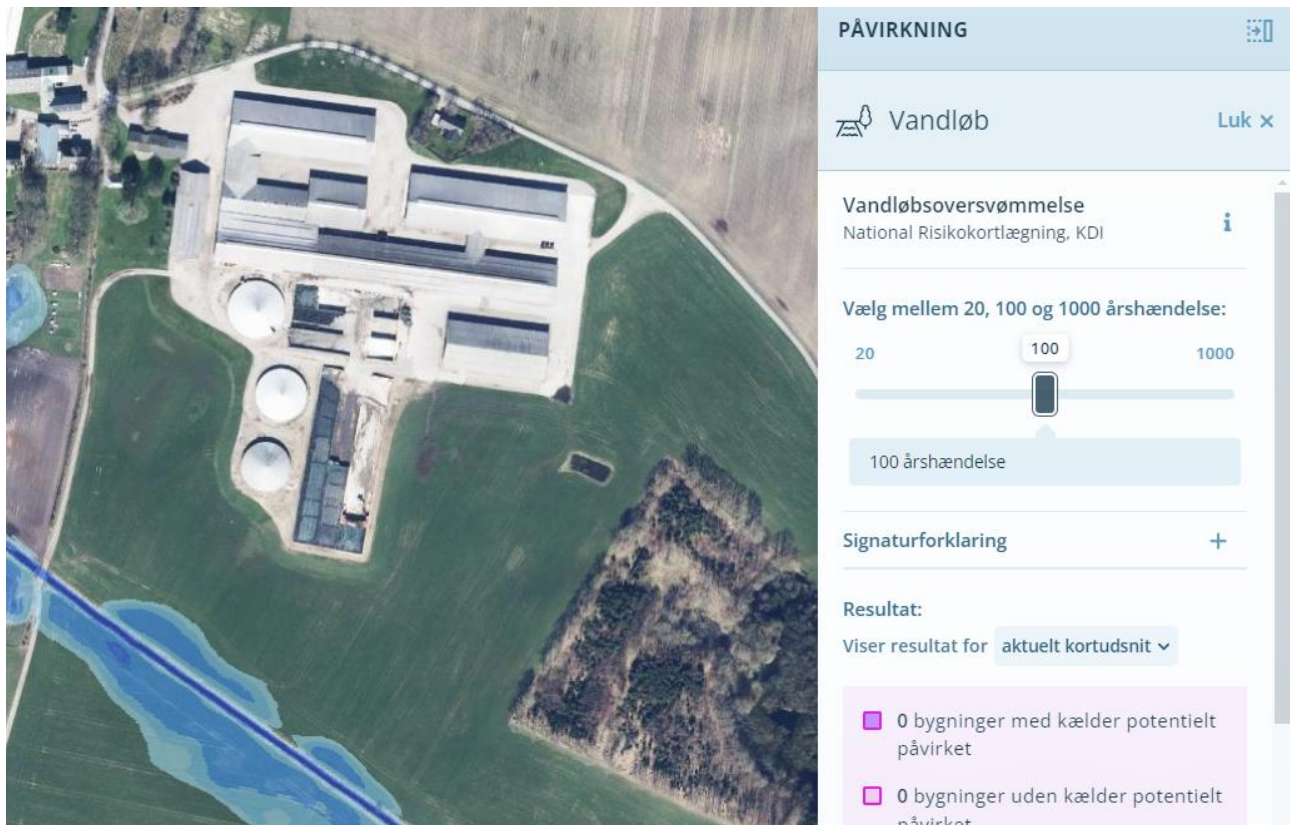 PÅVIRKNING
Vandløb
Luk ×
Vandløbsoversvømmelse
National Risikokortlægning, KDI
i
Vælg mellem 20, 100 og 1000 årshændelse:
20
100
1000
100 årshændelse
Signaturforklaring
+
Resultat:
Viser resultat for aktuelt kortudsnit
0 bygninger med kælder potentielt
påvirket
0 bygninger uden kælder potentielt
påvirket